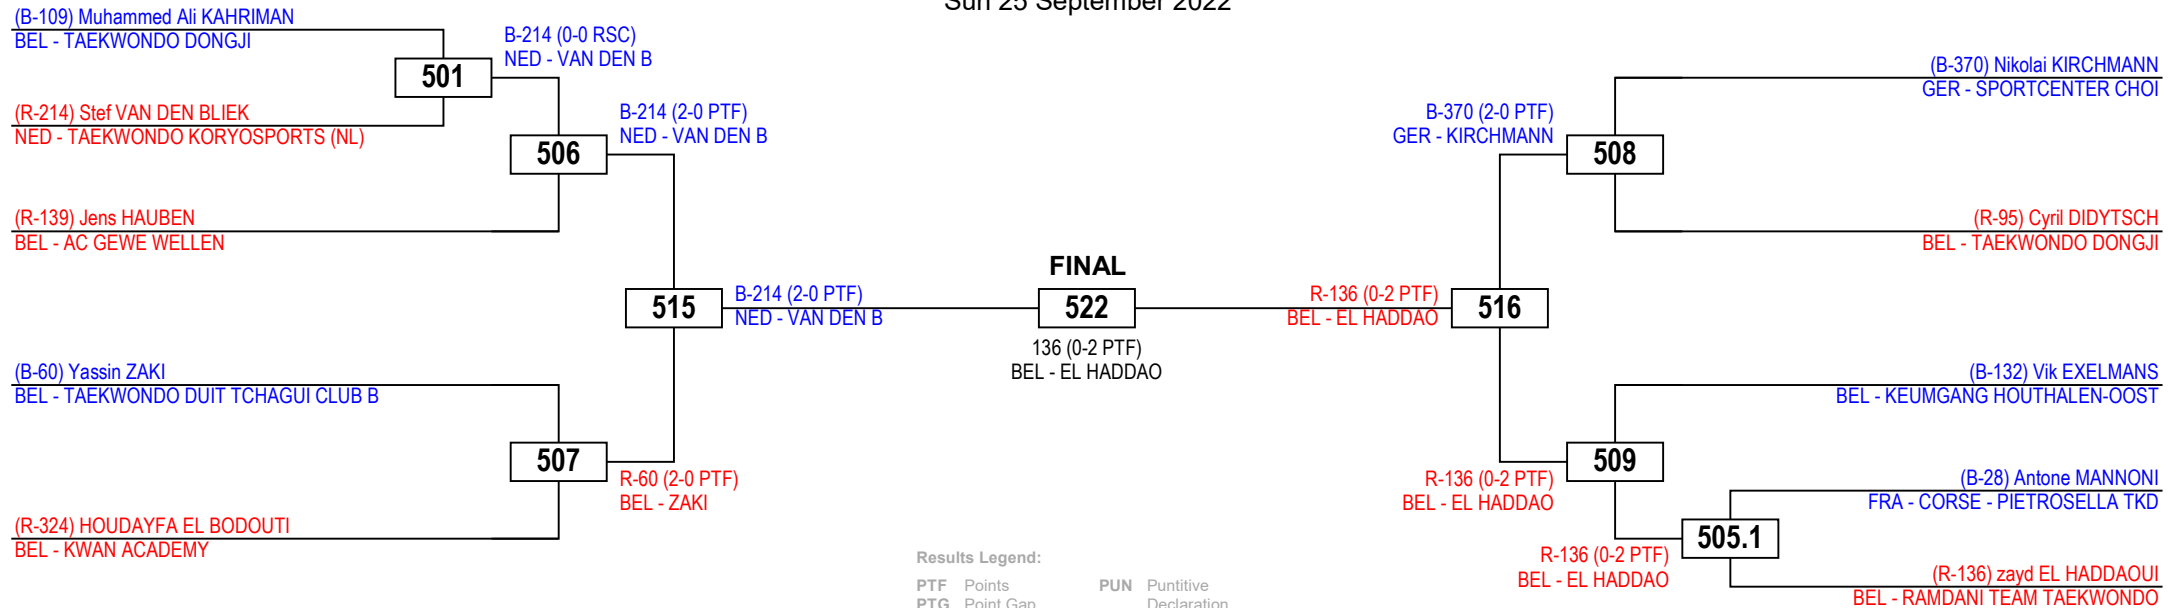 Sun 25 September 2022
(B-109) Muhammed Ali KAHRIMAN
BEL - TAEKWONDO DONGJI
501
B-214 (0-0 RSC)
NED - VAN DEN B
(R-214) Stef VAN DEN BLIEK
NED - TAEKWONDO KORYOSPORTS (NL)
506
B-214 (2-0 PTF)
NED - VAN DEN B
(R-139) Jens HAUBEN
BEL - AC GEWE WELLEN
515
B-214 (2-0 PTF)
NED - VAN DEN B
(B-60) Yassin ZAKI
BEL - TAEKWONDO DUIT TCHAGUI CLUB B
507
R-60 (2-0 PTF)
BEL - ZAKI
(R-324) HOUDAYFA EL BODOUTI
BEL - KWAN ACADEMY
FINAL
522
136 (0-2 PTF)
BEL - EL HADDAO
(B-370) Nikolai KIRCHMANN
GER - SPORTCENTER CHOI
B-370 (2-0 PTF)
GER - KIRCHMANN
508
(R-95) Cyril DIDYTSCH
BEL - TAEKWONDO DONGJI
R-136 (0-2 PTF)
BEL - EL HADDAO
516
(B-132) Vik EXELMANS
BEL - KEUMGANG HOUTHALEN-OOST
509
R-136 (0-2 PTF)
BEL - EL HADDAO
(B-28) Antone MANNONI
FRA - CORSE - PIETROSELLA TKD
505.1
R-136 (0-2 PTF)
BEL - EL HADDAO
(R-136) zayd EL HADDAOUI
BEL - RAMDANI TEAM TAEKWONDO
Results Legend:
PTF Points
PUN Puntitive
PTG Point Gap
Declaration